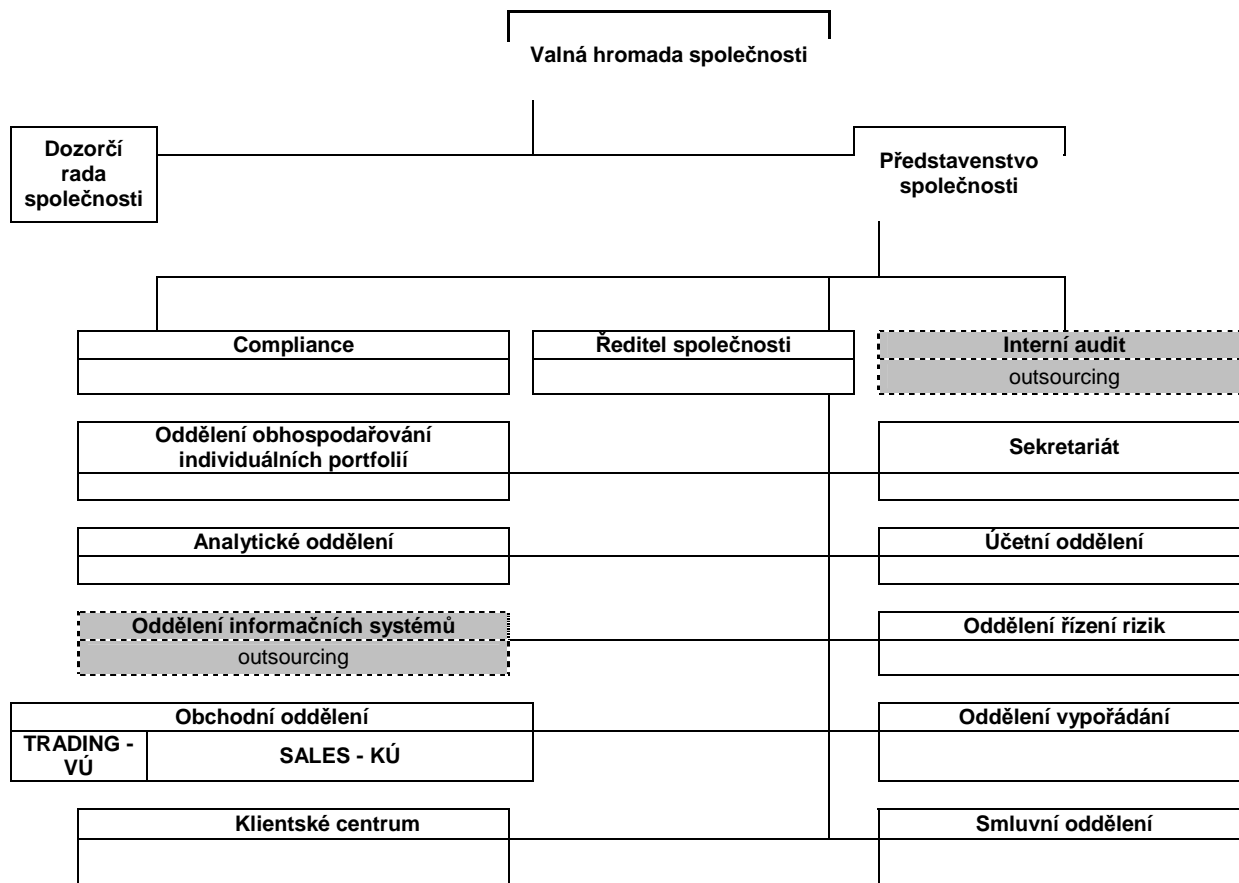 Valná hromada společnosti
Dozorčí
rada
společnosti
Představenstvo
společnosti
Compliance
Ředitel společnosti
Interní audit
outsourcing
Oddělení obhospodařování
individuálních portfolií
Sekretariát
Analytické oddělení
Účetní oddělení
Oddělení informačních systémů
outsourcing
Oddělení řízení rizik
Obchodní oddělení
TRADING -
VÚ
SALES - KÚ
Oddělení vypořádání
Klientské centrum
Smluvní oddělení